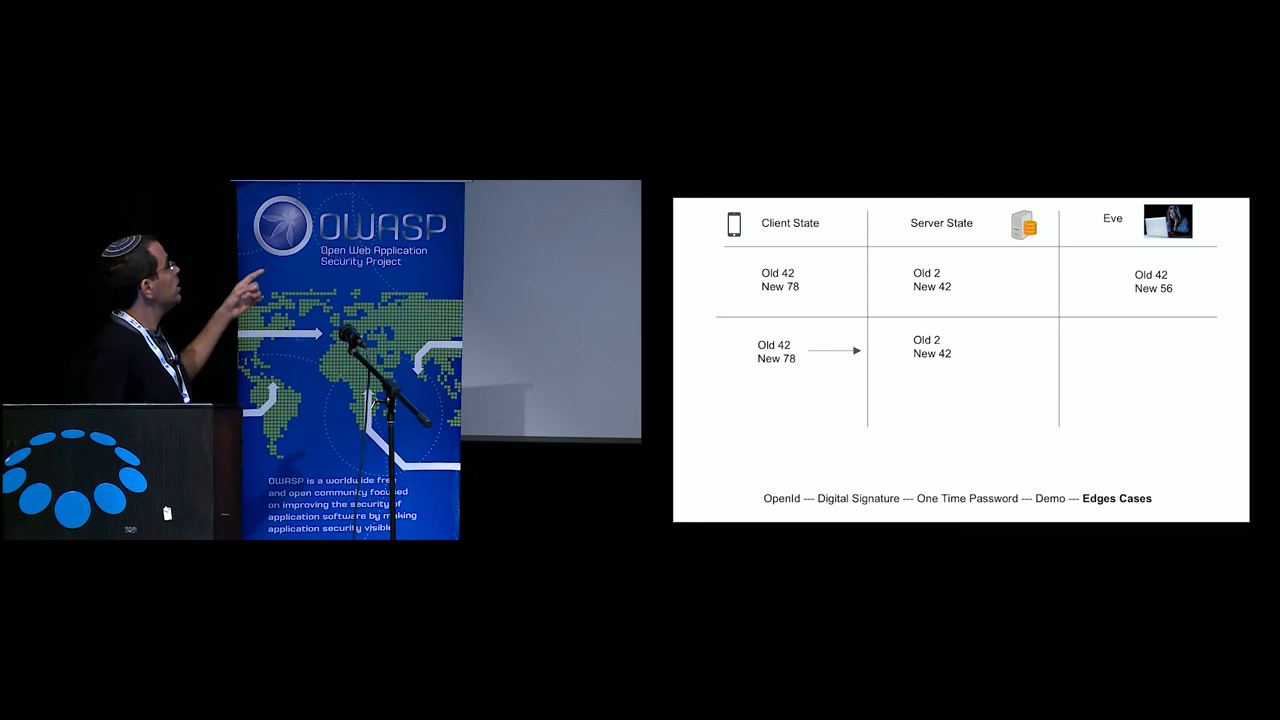 OWASP
Open Web Application
Security Project
OWASP is a worldwide free
and open community focused
on improving the security of
application software by making
application security visible
Client State
Server State
Eve
Old 42
New 78
Old 2
New 42
Old 42
New 56
Old 42
New 78
Old 2
New 42
OpenId --- Digital Signature --- One Time Password --- Demo --- Edges Cases